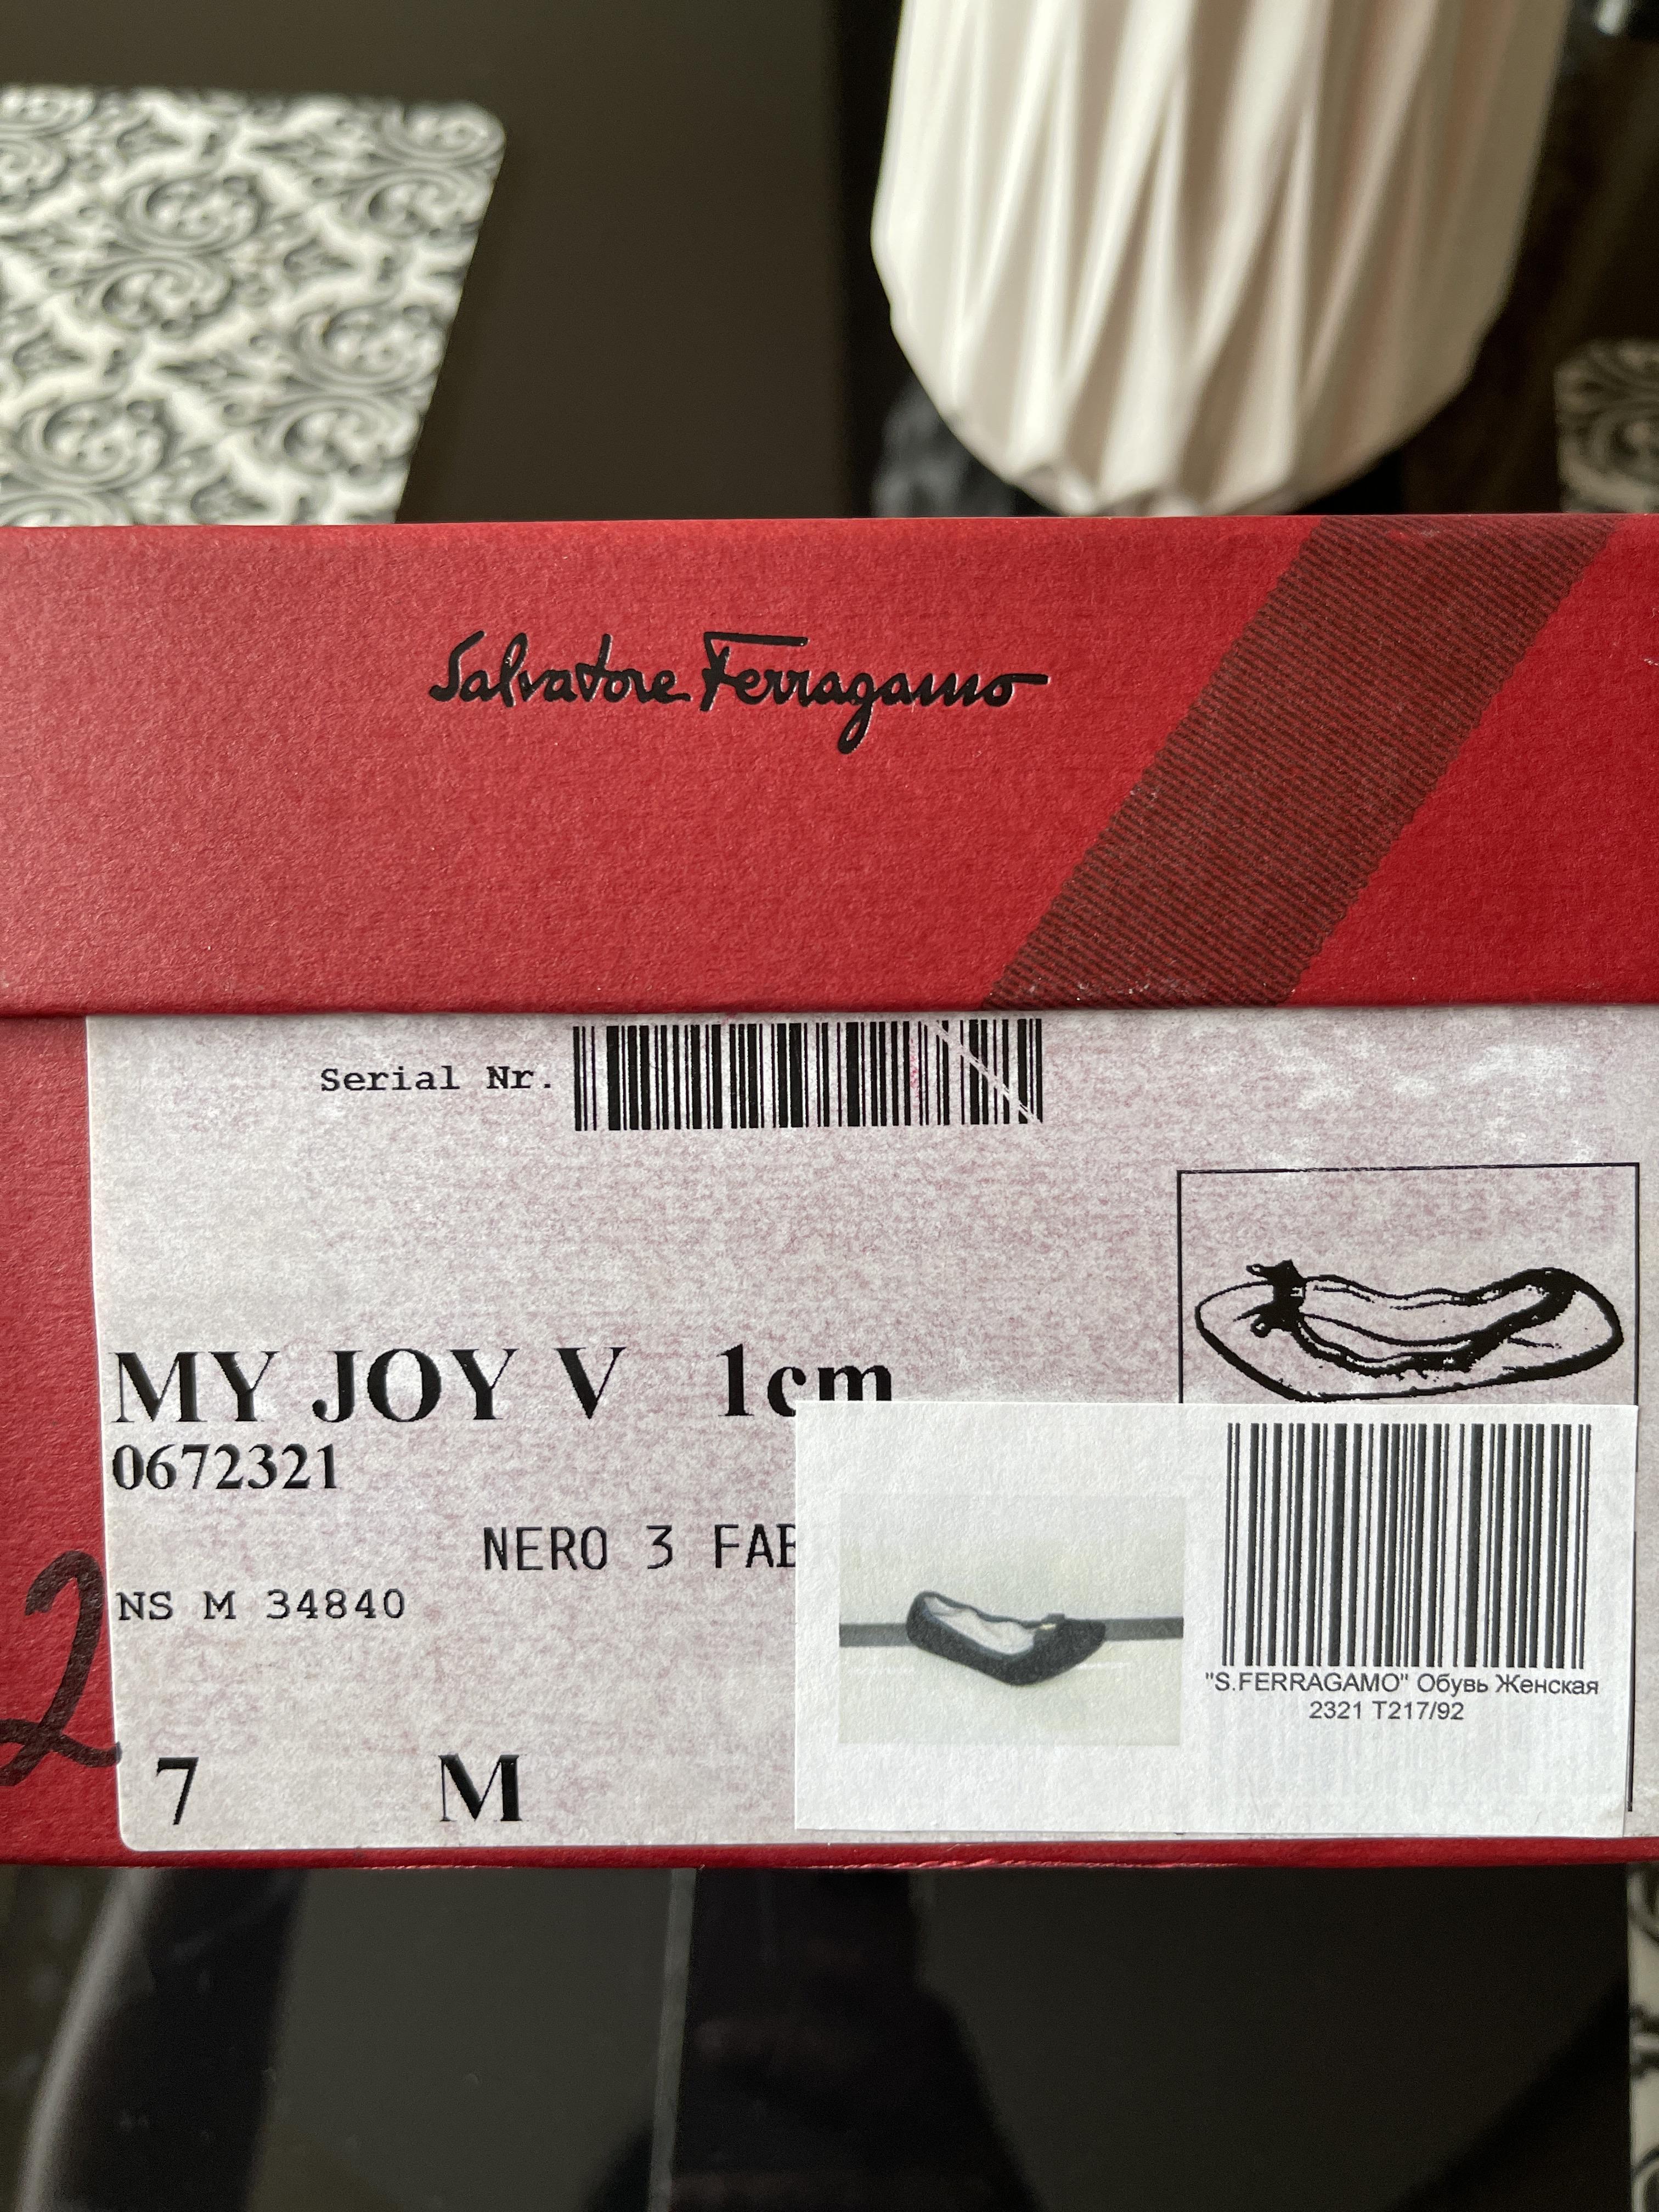 Salvatore Ferragamo
Serial Nr.
MY JOY V 1cm
0672321
NERO 3 FAB
NS M 34840
2
7 M
"S.FERRAGAMO" Обувь Женская
2321 T217/92